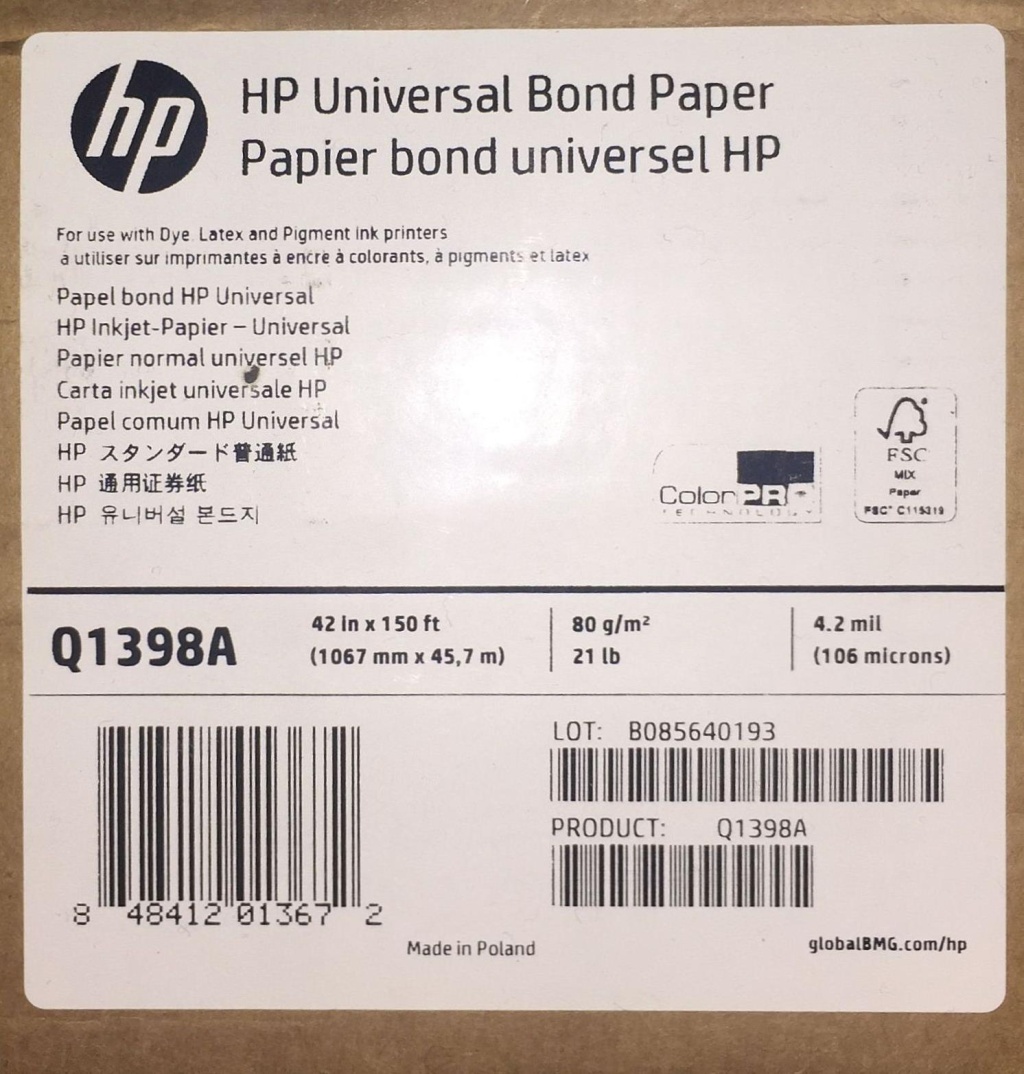 hp
HP Universal Bond Paper
Papier bond universel HP
For use with Dye, Latex and Pigment ink printers
à utiliser sur imprimantes à encre à colorants, à pigments et latex
Papel bond HP Universal
HP Inkjet-Papier – Universal
Papier normal universel HP
Carta inkjet universale HP
Papel comum HP Universal
HP スタンダード普通紙
HP 通用证券纸
HP 유니버설 본드지
ColorPRO
TECHNOLOGY
FSC
MIX
Paper
FSC® C115319
Q1398A
42 in x 150 ft
(1067 mm x 45,7 m)
80 g/m²
21 lb
4.2 mil
(106 microns)
LOT: B085640193
PRODUCT: Q1398A
8 48412 01367 2
Made in Poland
globalBMG.com/hp